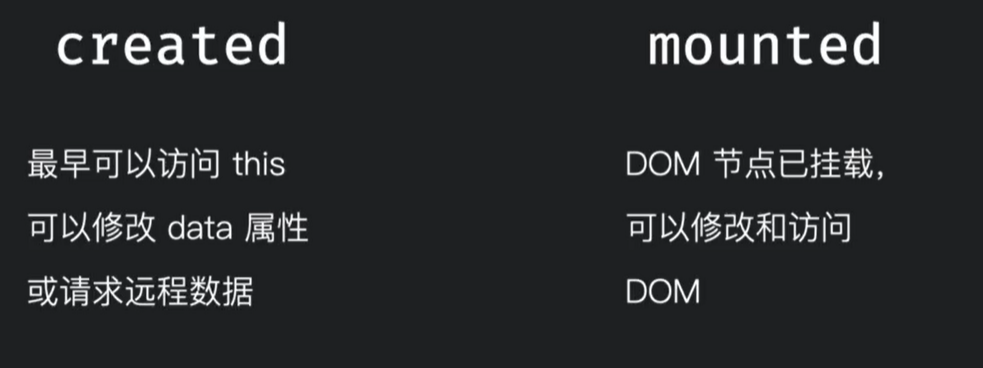 created
最早可以访问 this
可以修改 data 属性
或请求远程数据
mounted
DOM 节点已挂载,
可以修改和访问
DOM